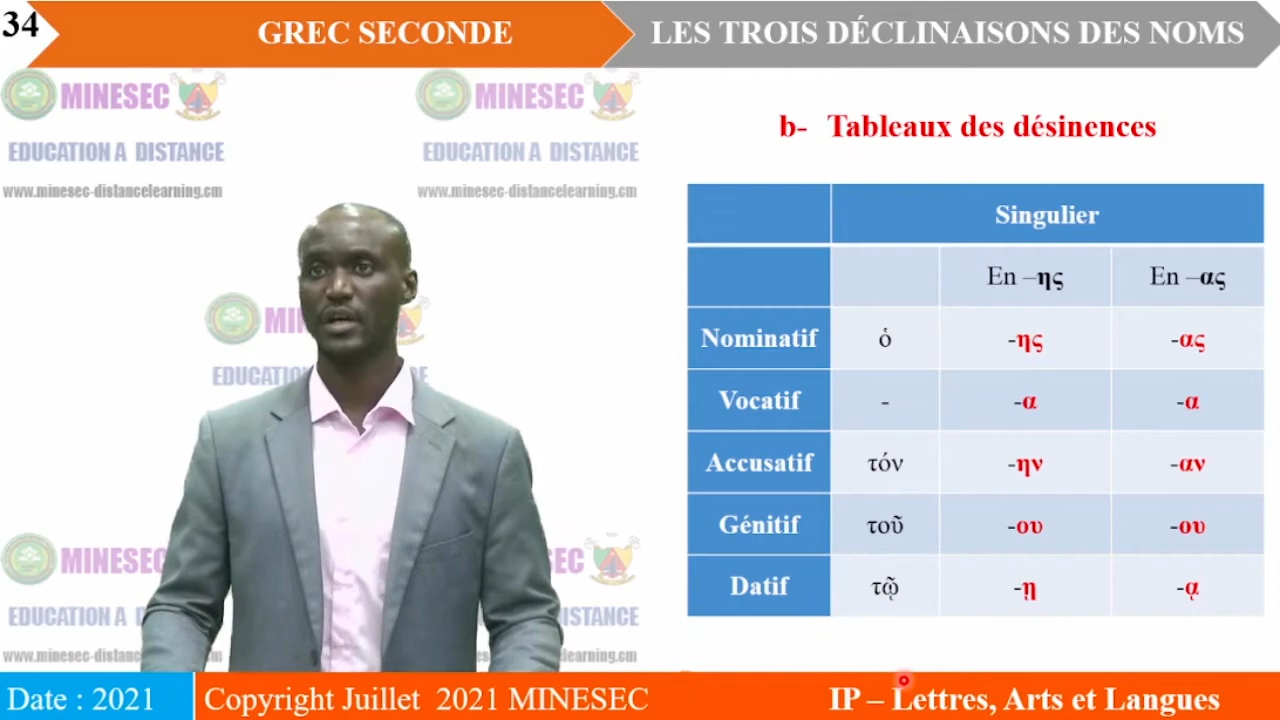 34
GREC SECONDE
LES TROIS DÉCLINAISONS DES NOMS
MINESEC
MINESEC
EDUCATION A DISTANCE
EDUCATION A DISTANCE
www.minesec-distancelearning.cm
www.minesec-distancelearning.cm
b- Tableaux des désinences
Singulier
En –ης En –ας
Nominatif ὁ -ης -ας
Vocatif - -α -α
Accusatif τόν -ην -αν
Génitif τοῦ -ου -ου
Datif τῷ -ῃ -ᾳ
MINESEC
EDUCATION A
DISTANCE
Date : 2021
Copyright Juillet 2021 MINESEC
IP – Lettres, Arts et Langues